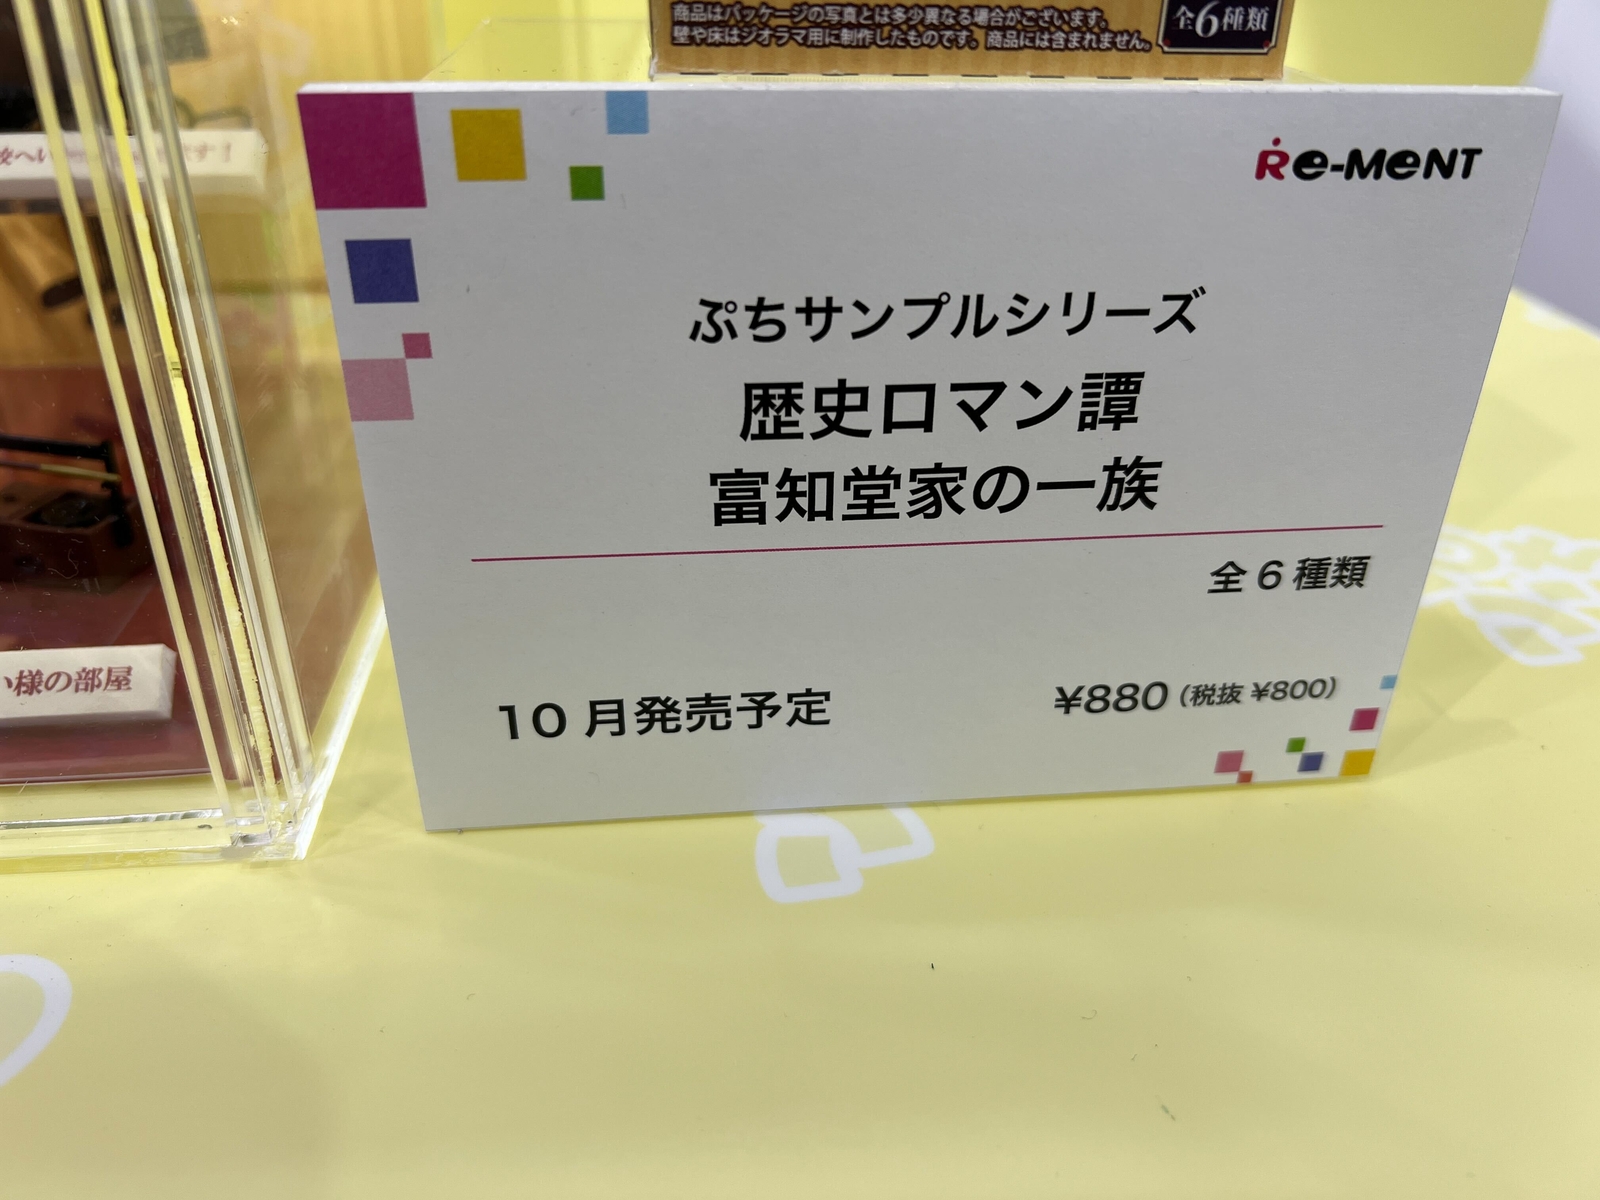 商品はパッケージの写真とは多少異なる場合がございます。
壁や床はジオラマ用に制作したものです。商品には含まれません。
全6種類
Re-MeNT
ぷちサンプルシリーズ
歴史ロマン譚
富知堂家の一族
全 6 種類
10 月発売予定
¥880 (税抜 ¥800)
い様の部屋